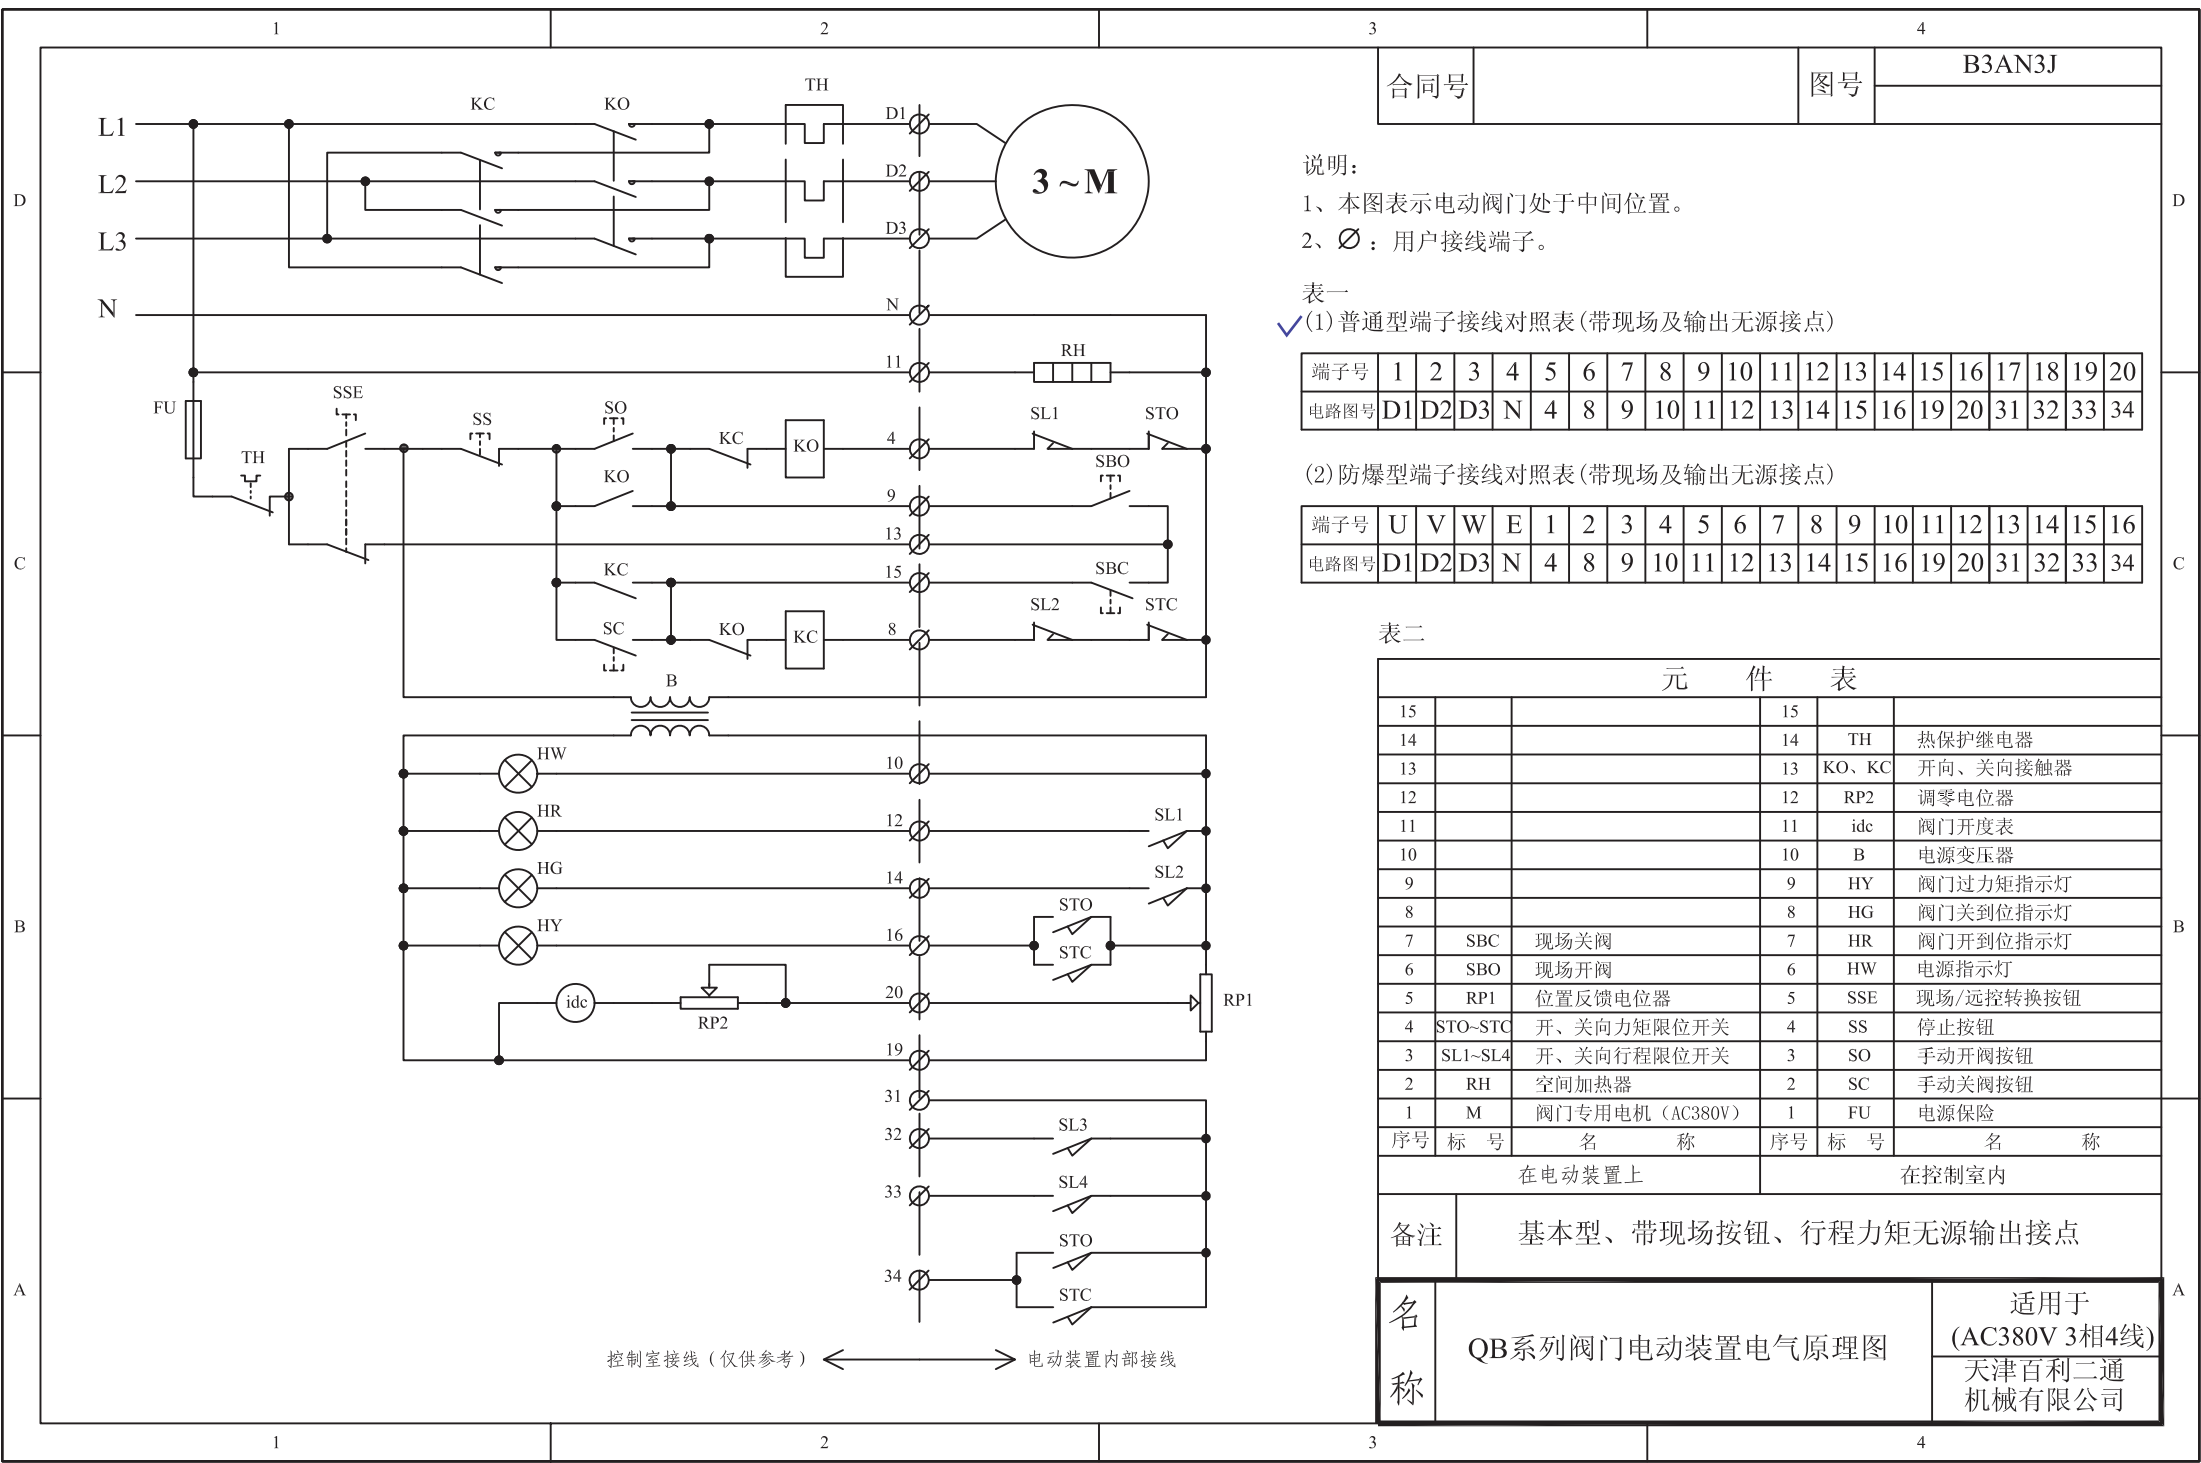 1 2 3 4
合同号 图号 B3AN3J
D D
C C
B B
A A
KC KO TH
L1 D1
L2 D2
L3 D3
3～M
N N
11 RH
FU SSE SS SO KC KO 4 SL1 STO
TH KO 9 SBO
13
KC 15 SBC
SC KO KC 8 SL2 STC
B
HW 10
HR 12 SL1
HG 14 SL2
HY 16 STO
STC
idc RP2 20 RP1
19
31
32 SL3
33 SL4
STO
34
STC
控制室接线（仅供参考） 电动装置内部接线
说明：
1、本图表示电动阀门处于中间位置。
2、∅：用户接线端子。
表一
(1)普通型端子接线对照表(带现场及输出无源接点)
端子号 1 2 3 4 5 6 7 8 9 10 11 12 13 14 15 16 17 18 19 20
电路图号 D1 D2 D3 N 4 8 9 10 11 12 13 14 15 16 19 20 31 32 33 34
(2)防爆型端子接线对照表(带现场及输出无源接点)
端子号 U V W E 1 2 3 4 5 6 7 8 9 10 11 12 13 14 15 16
电路图号 D1 D2 D3 N 4 8 9 10 11 12 13 14 15 16 19 20 31 32 33 34
表二
元 件 表
15 15
14 14 TH 热保护继电器
13 13 KO、KC 开向、关向接触器
12 12 RP2 调零电位器
11 11 idc 阀门开度表
10 10 B 电源变压器
9 9 HY 阀门过力矩指示灯
8 8 HG 阀门关到位指示灯
7 SBC 现场关阀 7 HR 阀门开到位指示灯
6 SBO 现场开阀 6 HW 电源指示灯
5 RP1 位置反馈电位器 5 SSE 现场/远控转换按钮
4 STO~STC 开、关向力矩限位开关 4 SS 停止按钮
3 SL1~SL4 开、关向行程限位开关 3 SO 手动开阀按钮
2 RH 空间加热器 2 SC 手动关阀按钮
1 M 阀门专用电机（AC380V） 1 FU 电源保险
序号 标 号 名 称 序号 标 号 名 称
在电动装置上 在控制室内
备注 基本型、带现场按钮、行程力矩无源输出接点
名称 QB系列阀门电动装置电气原理图
适用于
(AC380V 3相4线)
天津百利二通
机械有限公司
1 2 3 4